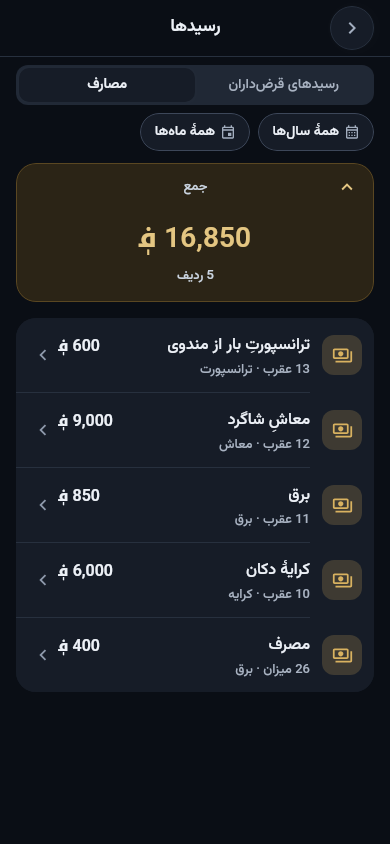 رسیدها
رسیدهای قرض‌داران
مصارف
همهٔ سال‌ها
همهٔ ماه‌ها
جمع
16,850 ؋
5 ردیف
ترانسپورتِ بار از مندوی
600 ؋
13 عقرب · ترانسپورت
معاشِ شاگرد
9,000 ؋
12 عقرب · معاش
برق
850 ؋
11 عقرب · برق
کرایهٔ دکان
6,000 ؋
10 عقرب · کرایه
مصرف
400 ؋
26 میزان · برق